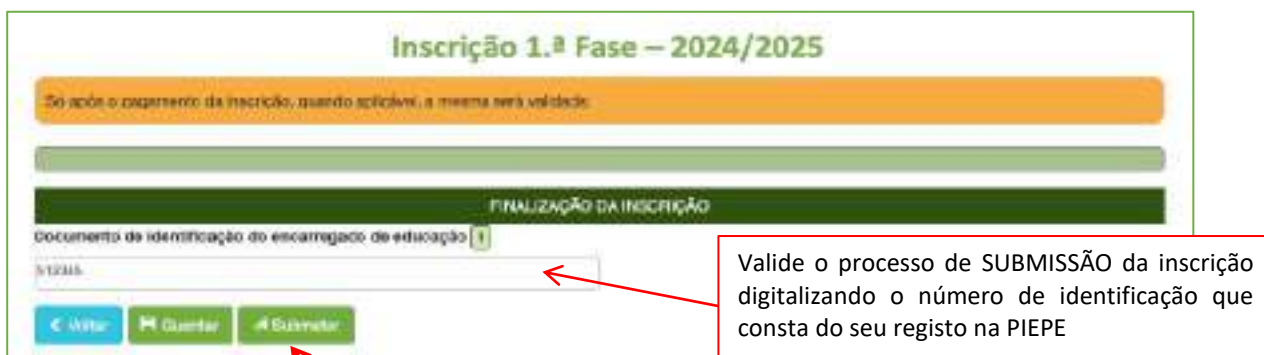 Inscrição 1.ª Fase – 2024/2025
Só após o pagamento da inscrição, quando aplicável, a mesma será validada.
FINALIZAÇÃO DA INSCRIÇÃO
Documento de identificação do encarregado de educação
Valide o processo de SUBMISSÃO da inscrição
digitalizando o número de identificação que
consta do seu registo na PIEPE
Voltar Guardar Submeter